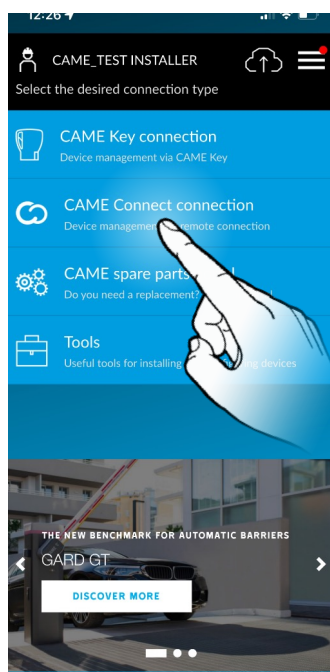 12:26
CAME_TEST INSTALLER
Select the desired connection type
CAME Key connection
Device management via CAME Key
CAME Connect connection
Device management remote connection
CAME spare parts
Do you need a replacement?
Tools
Useful tools for installing devices
THE NEW BENCHMARK FOR AUTOMATIC BARRIERS
GARD GT
DISCOVER MORE